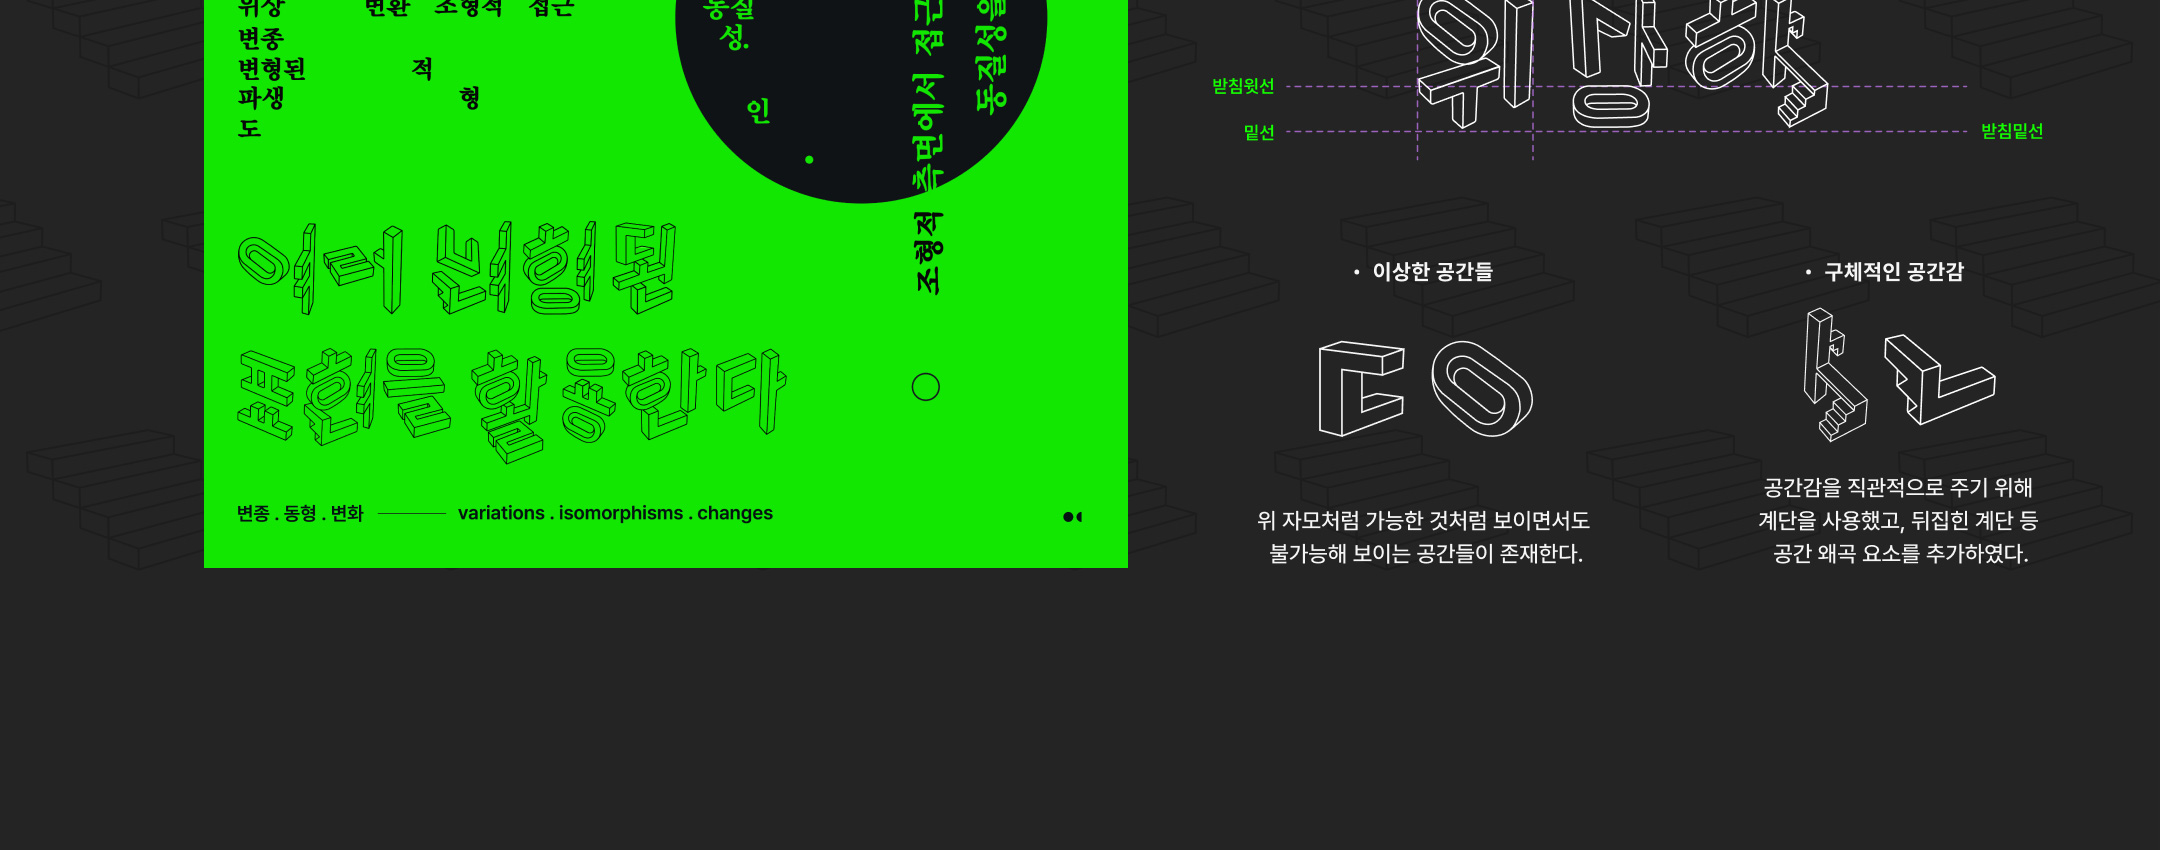 위상 변환 조형적 접근
변종
변형된 적
파생 형
도
동질
성.
인
조형적 측면에서 접근
동질성을
이미 변형된
표현을 활용한다
변종 . 동형 . 변화 variations . isomorphisms . changes
위상학
받침윗선
밑선
받침밑선
• 이상한 공간들
ㄷㅇ
위 자모처럼 가능한 것처럼 보이면서도
불가능해 보이는 공간들이 존재한다.
• 구체적인 공간감
ㄴ
공간감을 직관적으로 주기 위해
계단을 사용했고, 뒤집힌 계단 등
공간 왜곡 요소를 추가하였다.